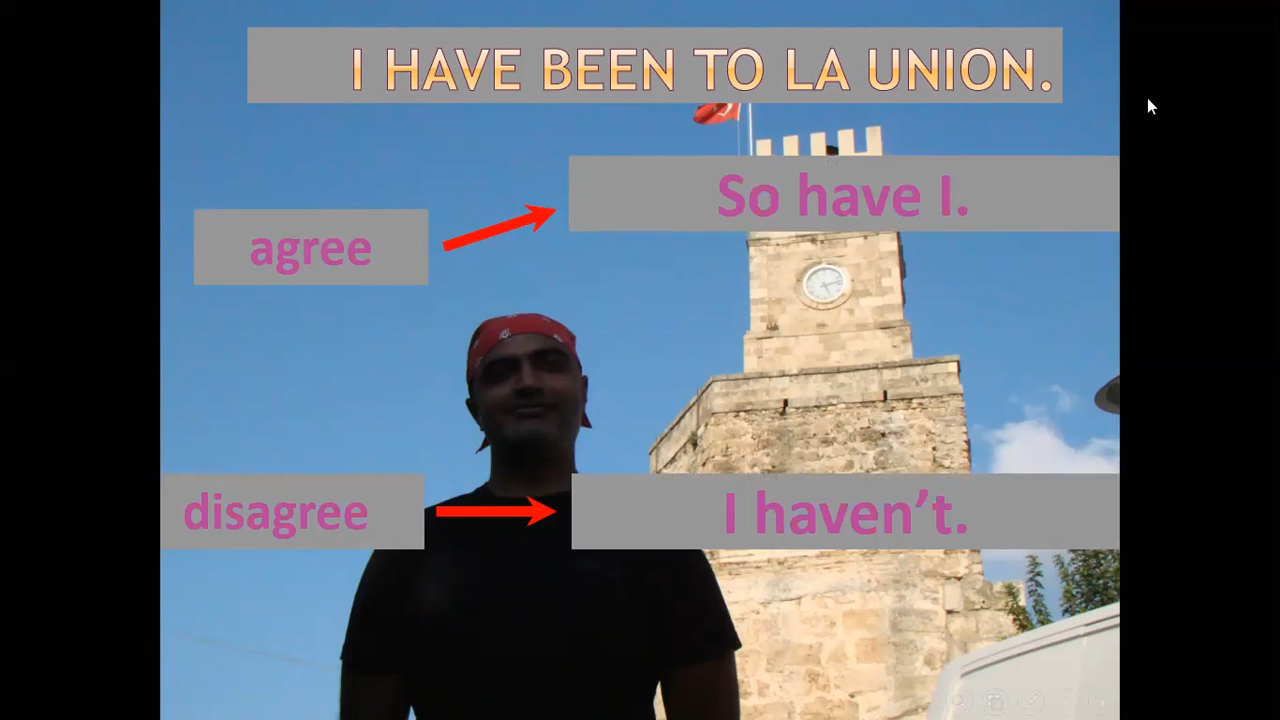 I HAVE BEEN TO LA UNION.
So have I.
agree
disagree
I haven’t.